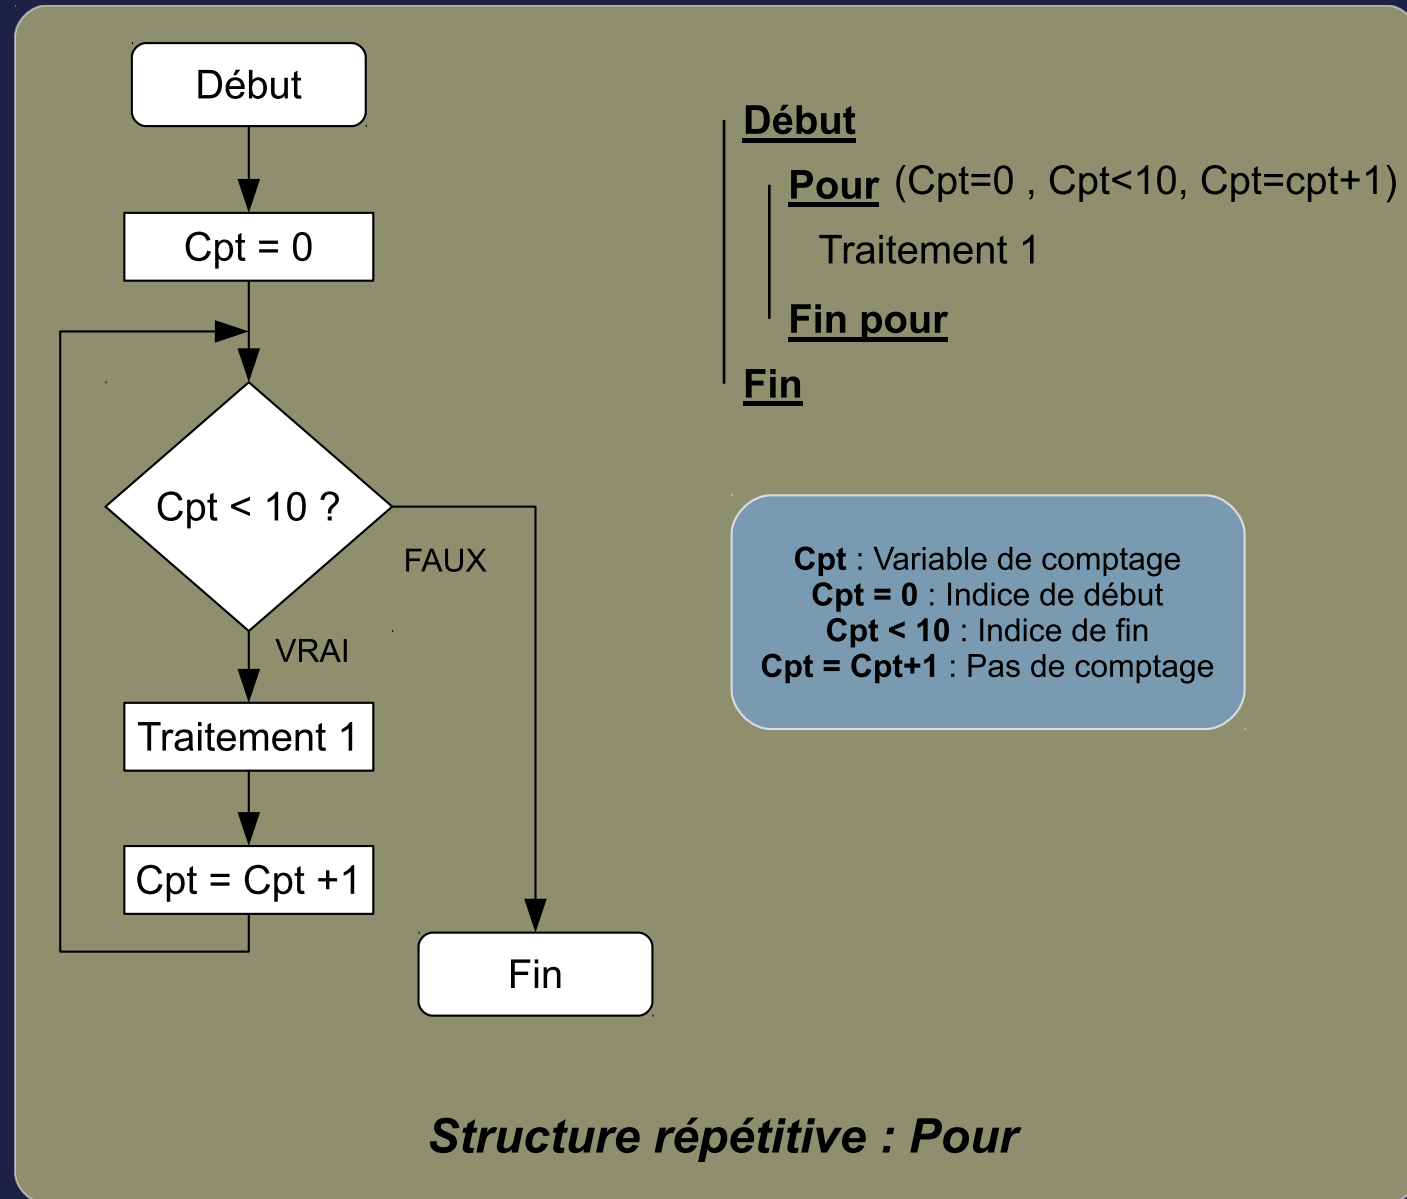 Début
Cpt = 0
Cpt < 10 ?
FAUX
VRAI
Traitement 1
Cpt = Cpt +1
Fin
Début
Pour (Cpt=0 , Cpt<10, Cpt=cpt+1)
Traitement 1
Fin pour
Fin
Cpt : Variable de comptage
Cpt = 0 : Indice de début
Cpt < 10 : Indice de fin
Cpt = Cpt+1 : Pas de comptage
Structure répétitive : Pour